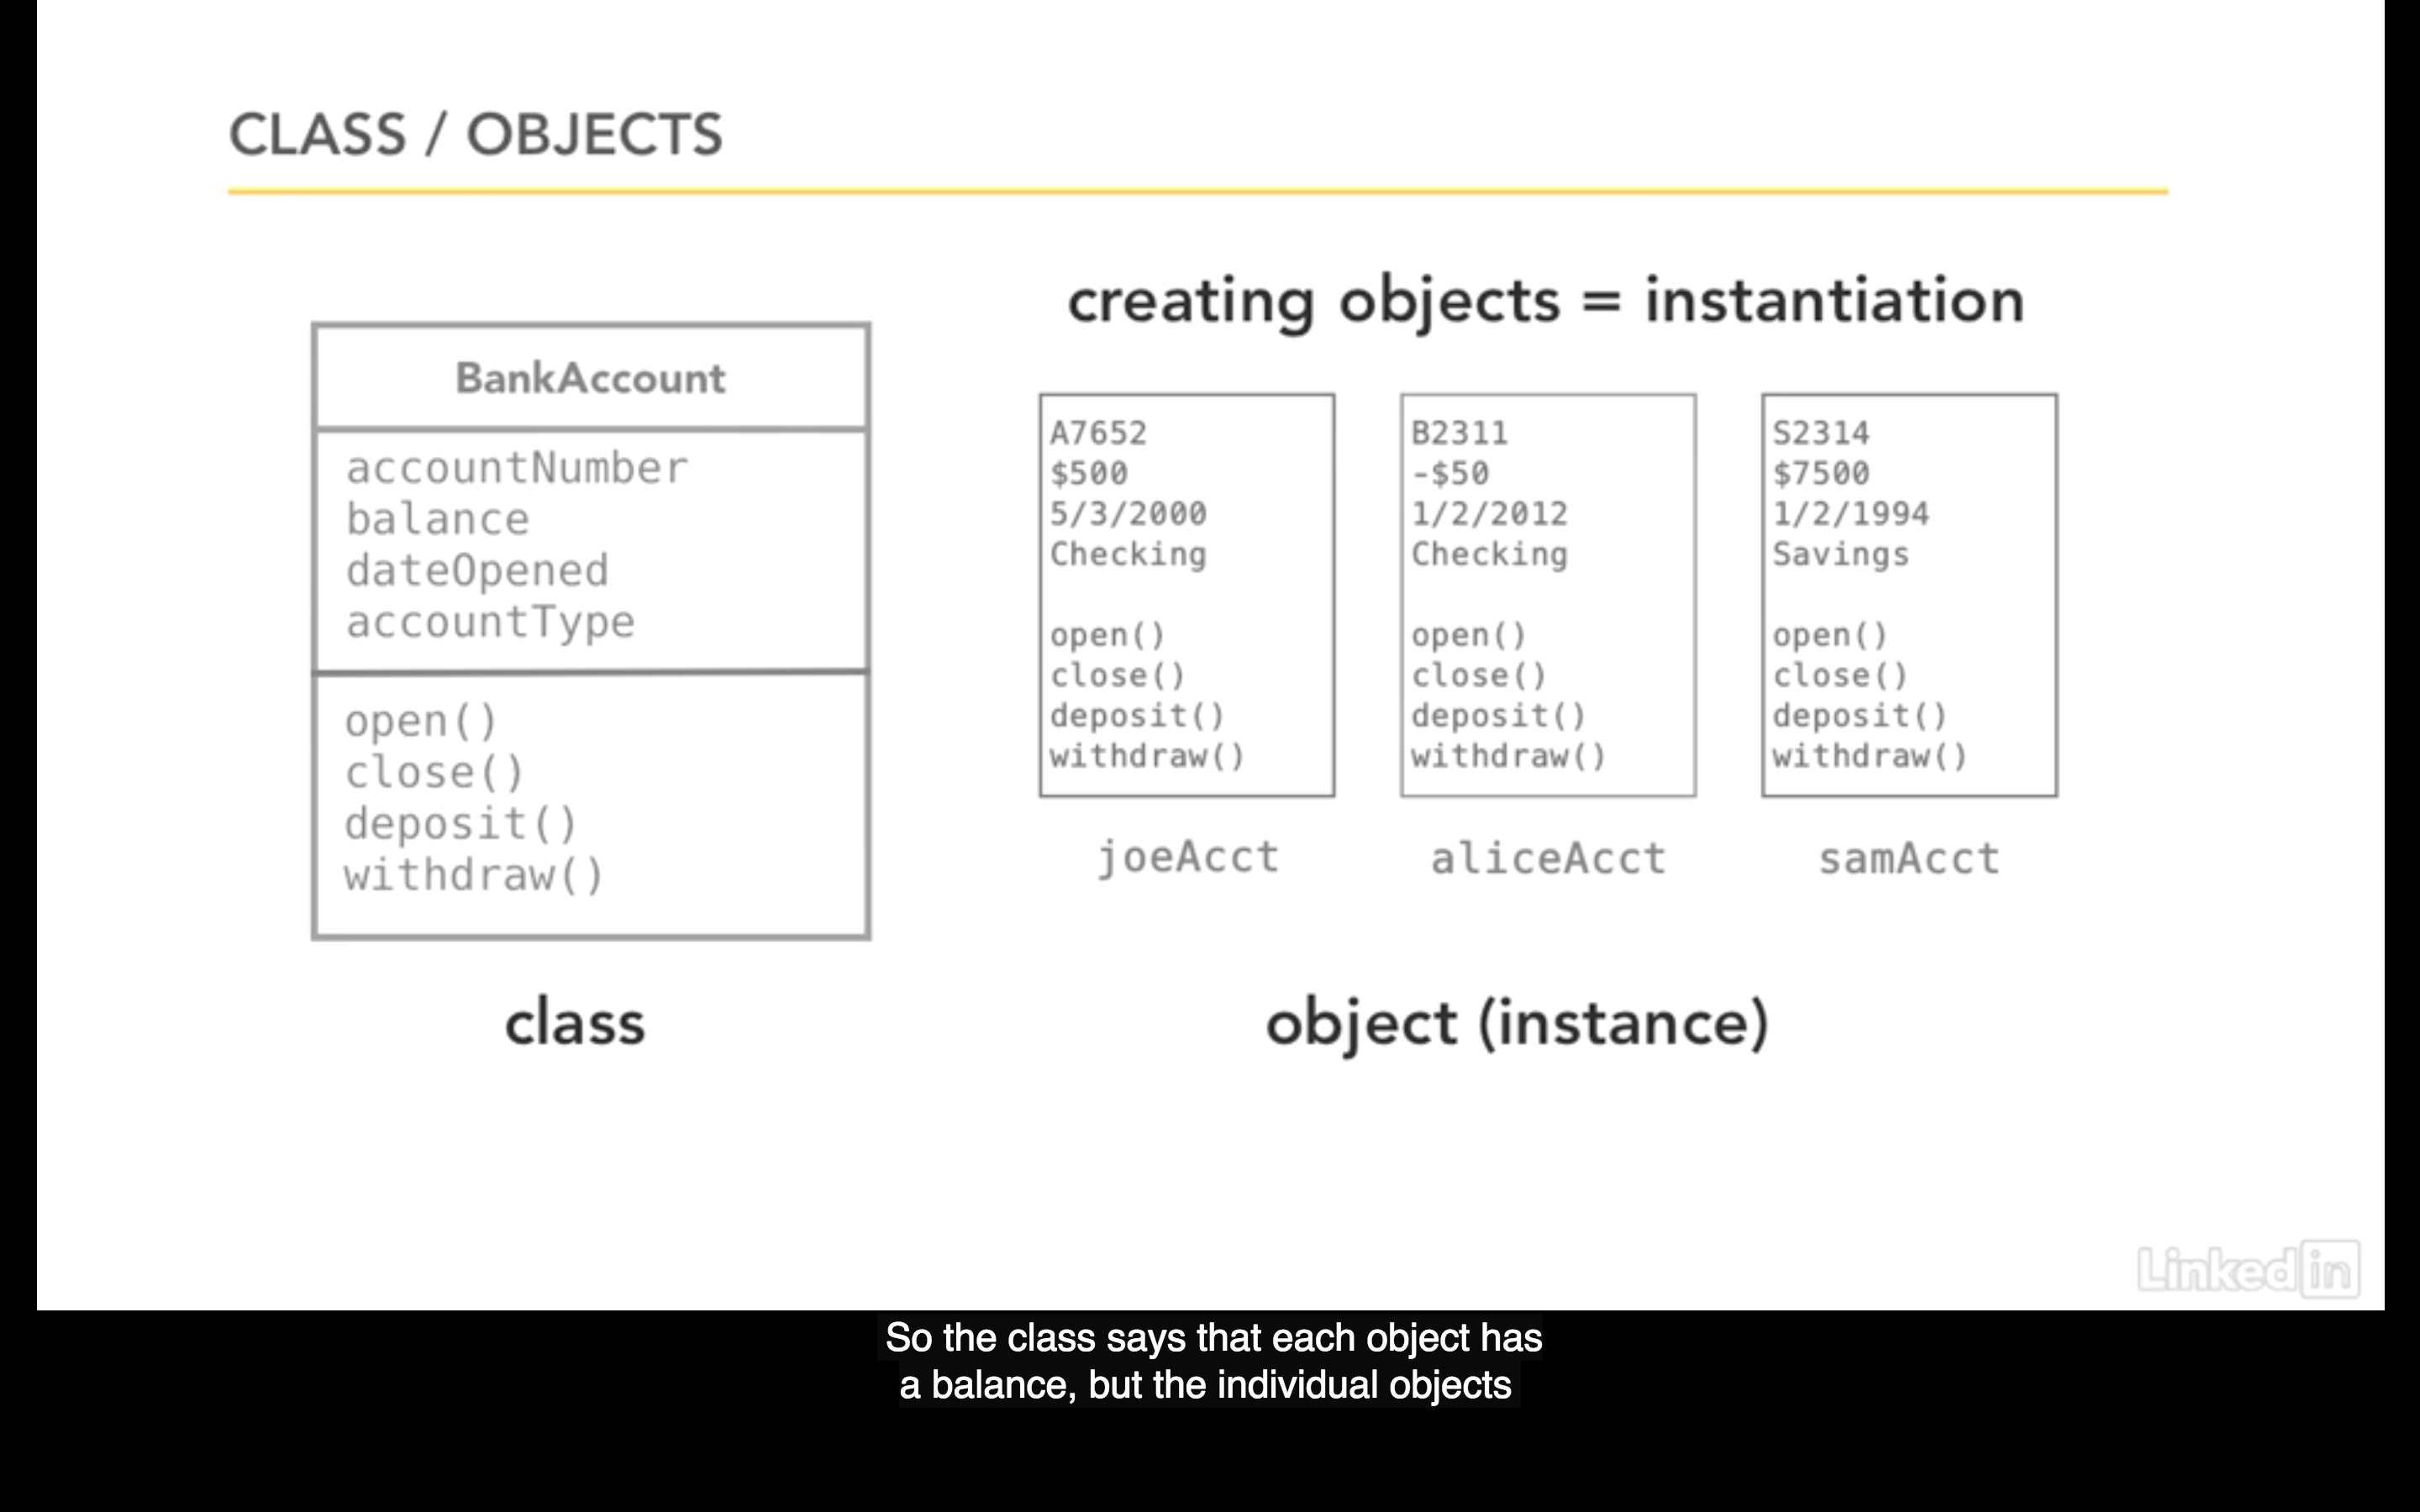 CLASS / OBJECTS
creating objects = instantiation
BankAccount
accountNumber
balance
dateOpened
accountType
open()
close()
deposit()
withdraw()
class
A7652
$500
5/3/2000
Checking
open()
close()
deposit()
withdraw()
joeAcct
B2311
-$50
1/2/2012
Checking
open()
close()
deposit()
withdraw()
aliceAcct
S2314
$7500
1/2/1994
Savings
open()
close()
deposit()
withdraw()
samAcct
object (instance)
Linked in
So the class says that each object has
a balance, but the individual objects